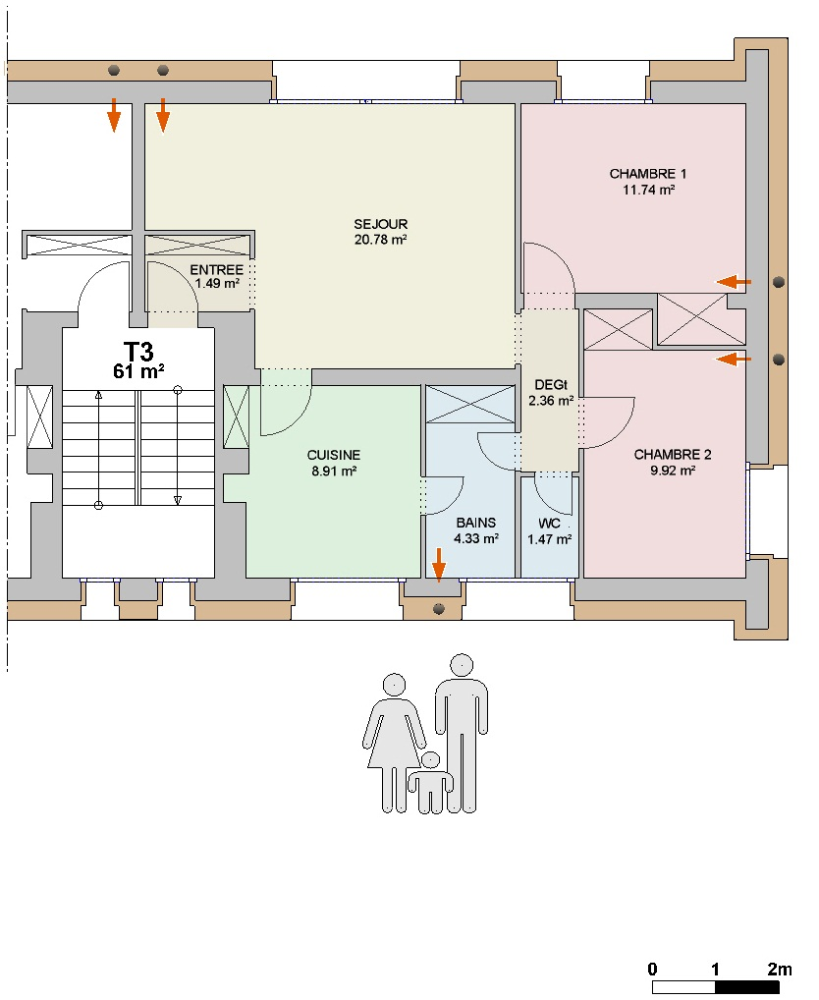 CHAMBRE 1
11.74 m²
SEJOUR
20.78 m²
ENTREE
1.49 m²
T3
61 m²
DEGt
2.36 m²
CUISINE
8.91 m²
CHAMBRE 2
9.92 m²
BAINS
4.33 m²
WC
1.47 m²
0 1 2m